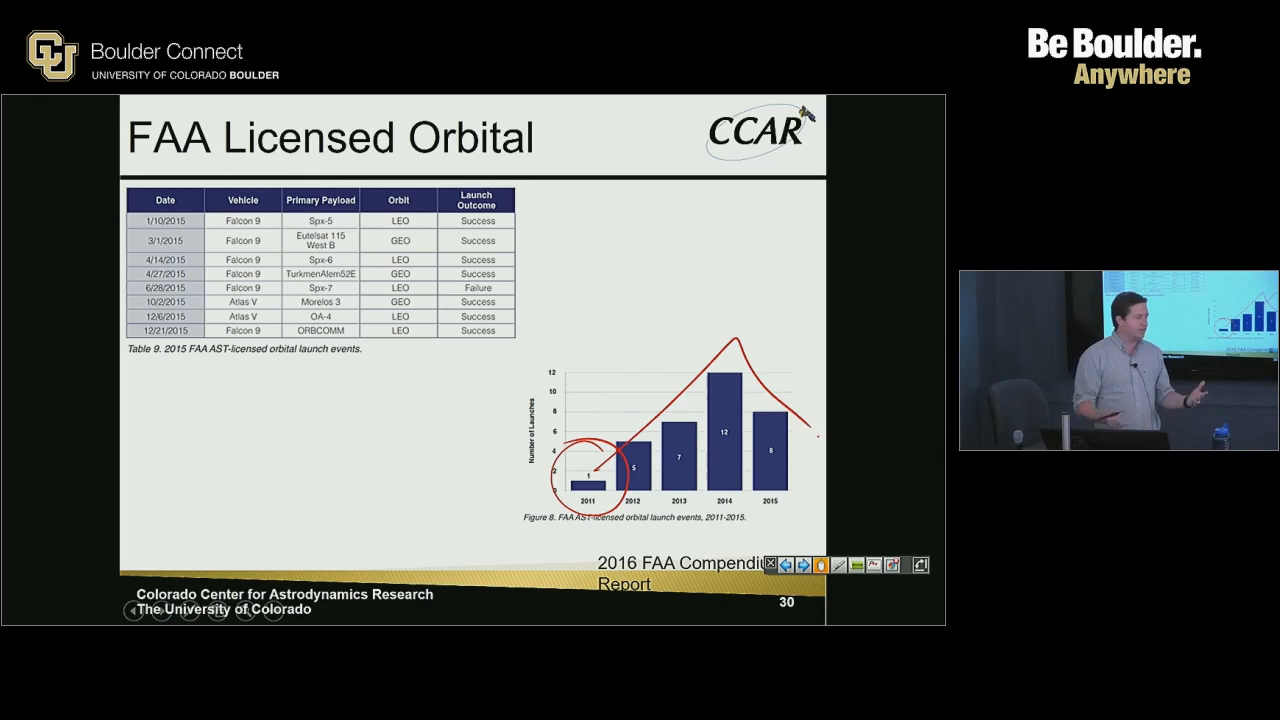 Boulder Connect
UNIVERSITY OF COLORADO BOULDER
Be Boulder.
Anywhere
FAA Licensed Orbital
CCAR
Date Vehicle Primary Payload Orbit Launch Outcome
1/10/2015 Falcon 9 Spx-5 LEO Success
3/1/2015 Falcon 9 Eutelsat 115 West B GEO Success
4/14/2015 Falcon 9 Spx-6 LEO Success
4/27/2015 Falcon 9 TurkmenAlem52E GEO Success
6/28/2015 Falcon 9 Spx-7 LEO Failure
10/2/2015 Atlas V Morelos 3 GEO Success
12/6/2015 Atlas V OA-4 LEO Success
12/21/2015 Falcon 9 ORBCOMM LEO Success
Table 9. 2015 FAA AST-licensed orbital launch events.
Number of Launches
12
10
8
6
4
2
0
1 5 7 12 8
2011 2012 2013 2014 2015
Figure 8. FAA AST-licensed orbital launch events, 2011-2015.
2016 FAA Compendiu
Report
Colorado Center for Astrodynamics Research
The University of Colorado
30